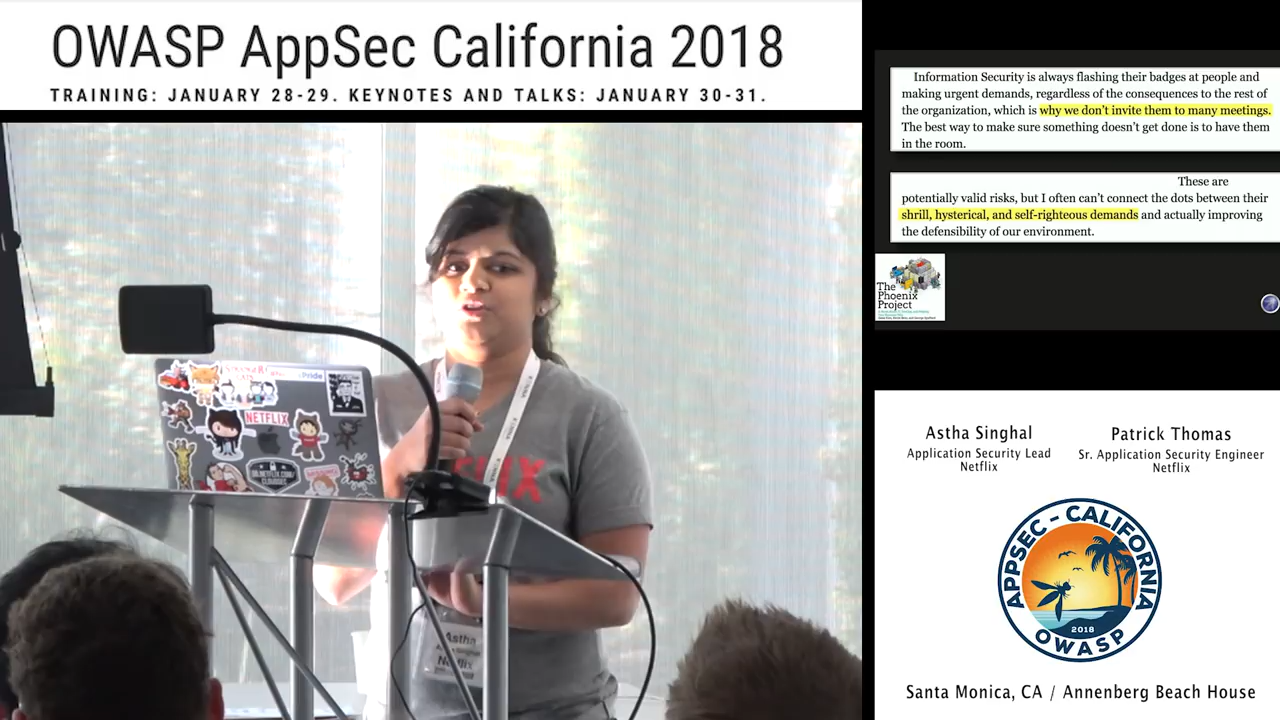 OWASP AppSec California 2018
TRAINING: JANUARY 28-29. KEYNOTES AND TALKS: JANUARY 30-31.
Information Security is always flashing their badges at people and
making urgent demands, regardless of the consequences to the rest of
the organization, which is why we don't invite them to many meetings.
The best way to make sure something doesn't get done is to have them
in the room.
These are
potentially valid risks, but I often can't connect the dots between their
shrill, hysterical, and self-righteous demands and actually improving
the defensibility of our environment.
The
Phoenix
Project
NETFLIX
Pride
FLIX
Astha
Netflix
Astha Singhal
Application Security Lead
Netflix
Patrick Thomas
Sr. Application Security Engineer
Netflix
APPSEC - CALIFORNIA
2018
OWASP
Santa Monica, CA / Annenberg Beach House